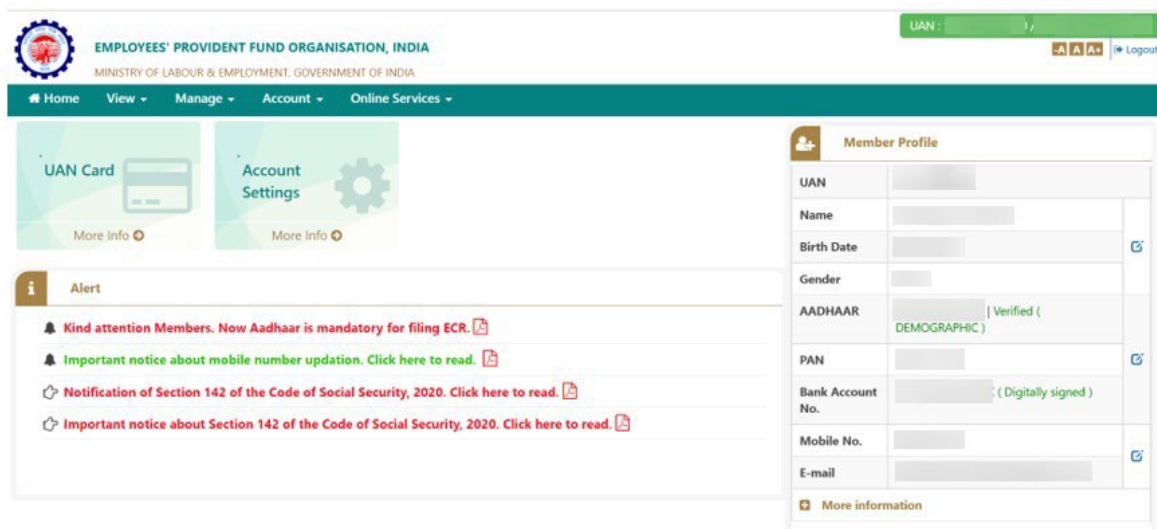 UAN : /
EMPLOYEES' PROVIDENT FUND ORGANISATION, INDIA
MINISTRY OF LABOUR & EMPLOYMENT, GOVERNMENT OF INDIA
-A A A+ Logout
Home View Manage Account Online Services
UAN Card
More Info
Account
Settings
More Info
Alert
Kind attention Members. Now Aadhaar is mandatory for filing ECR.
Important notice about mobile number updation. Click here to read.
Notification of Section 142 of the Code of Social Security, 2020. Click here to read.
Important notice about Section 142 of the Code of Social Security, 2020. Click here to read.
Member Profile
UAN
Name
Birth Date
Gender
AADHAAR | Verified (
DEMOGRAPHIC )
PAN
Bank Account ( Digitally signed )
No.
Mobile No.
E-mail
More information